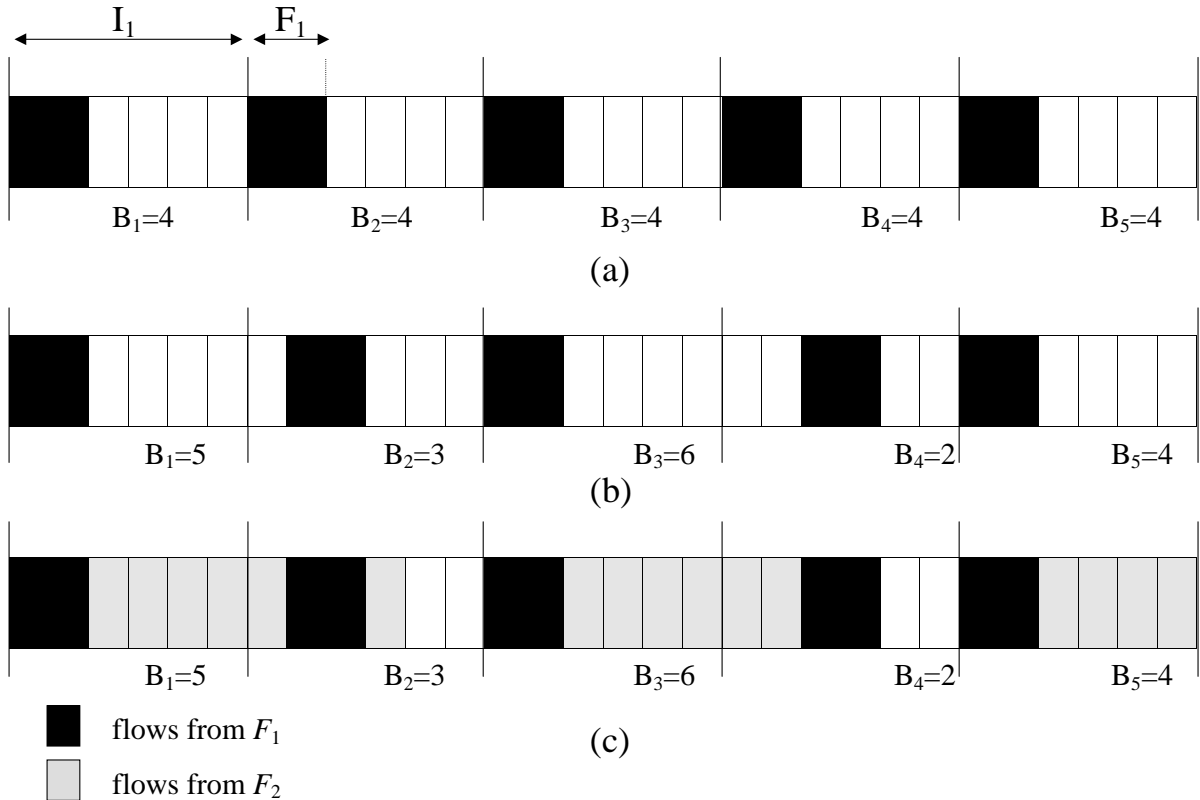 I₁ F₁
B₁=4 B₂=4 B₃=4 B₄=4 B₅=4
(a)
B₁=5 B₂=3 B₃=6 B₄=2 B₅=4
(b)
B₁=5 B₂=3 B₃=6 B₄=2 B₅=4
(c)
flows from F₁
flows from F₂